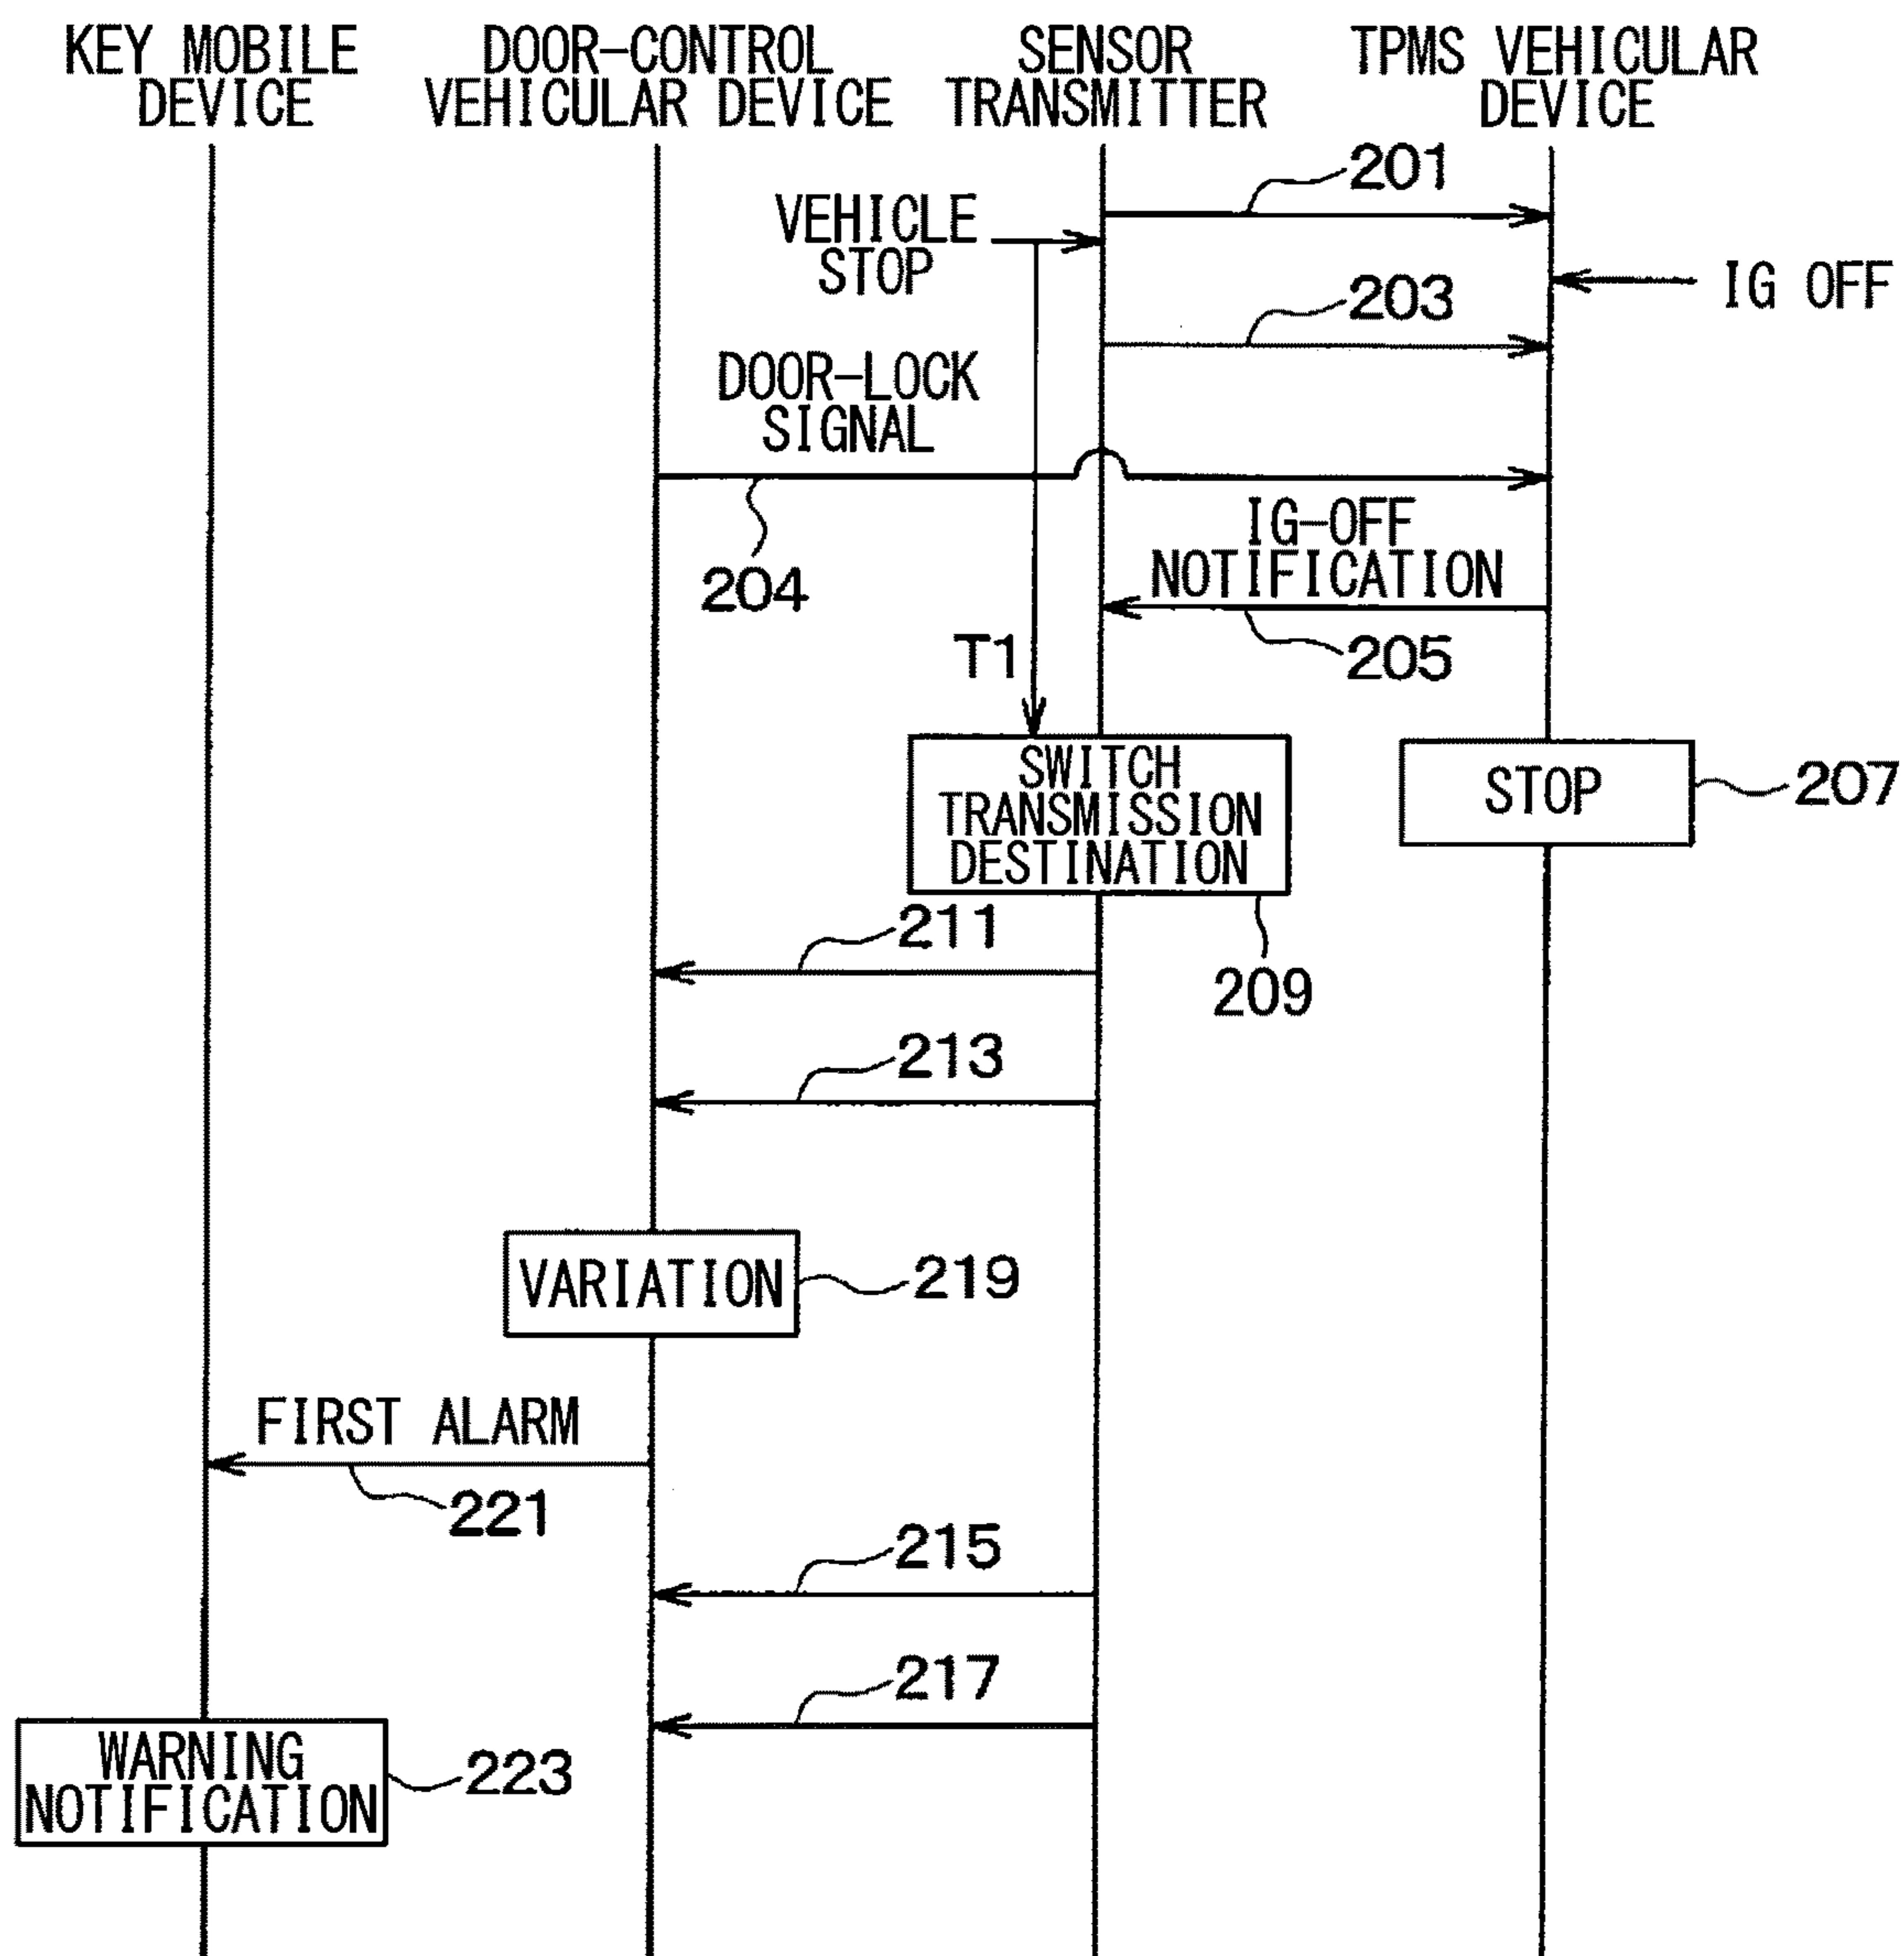 KEY MOBILE
DEVICE
DOOR-CONTROL
VEHICULAR DEVICE
SENSOR
TRANSMITTER
TPMS VEHICULAR
DEVICE
201
VEHICLE
STOP
IG OFF
203
DOOR-LOCK
SIGNAL
204
IG-OFF
NOTIFICATION
205
T1
SWITCH
TRANSMISSION
DESTINATION
209
STOP
207
211
213
VARIATION
219
FIRST ALARM
221
215
217
WARNING
NOTIFICATION
223